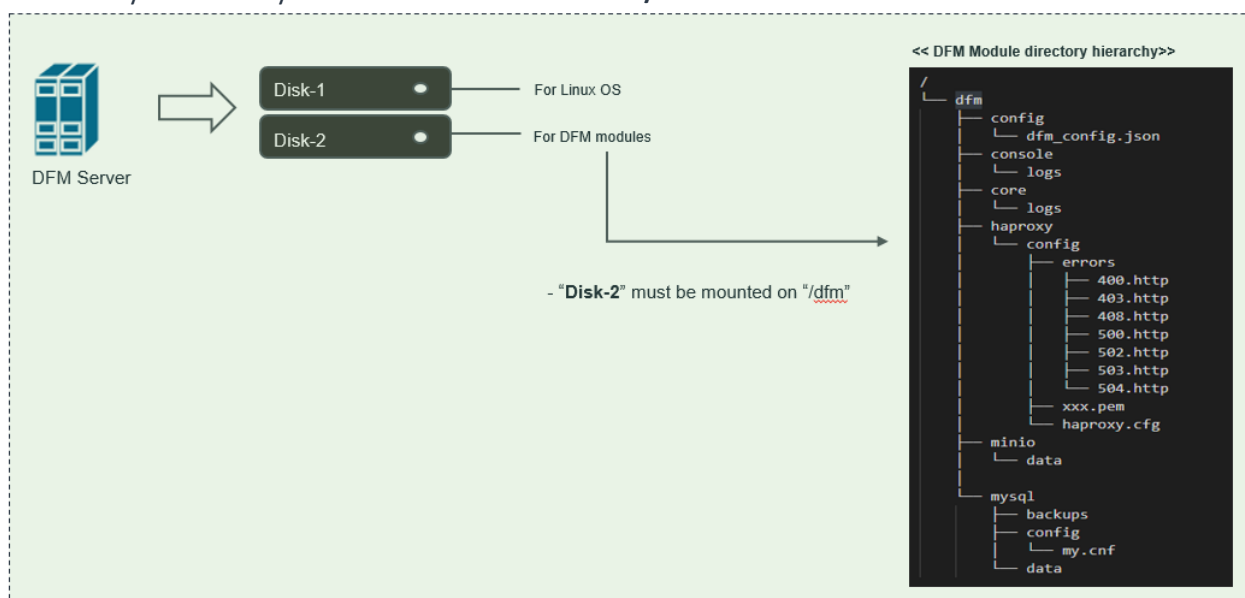 DFM Server
Disk-1
Disk-2
For Linux OS
For DFM modules
- “Disk-2” must be mounted on “/dfm”
<< DFM Module directory hierarchy>>
/
└── dfm
├── config
│ └── dfm_config.json
├── console
│ └── logs
├── core
│ └── logs
├── haproxy
│ └── config
│ ├── errors
│ │ ├── 400.http
│ │ ├── 403.http
│ │ ├── 408.http
│ │ ├── 500.http
│ │ ├── 502.http
│ │ ├── 503.http
│ │ └── 504.http
│ ├── xxx.pem
│ └── haproxy.cfg
├── minio
│ └── data
│
└── mysql
├── backups
├── config
│ └── my.cnf
└── data